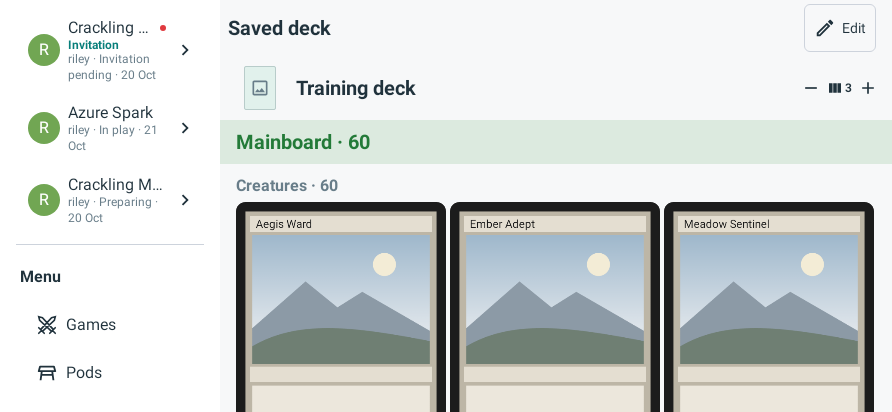 Crackling ...
Invitation
riley · Invitation
pending · 20 Oct
R
Azure Spark
riley · In play · 21
Oct
R
Crackling M...
riley · Preparing ·
20 Oct
R
Menu
Games
Pods
Saved deck
Edit
Training deck
3
Mainboard · 60
Creatures · 60
Aegis Ward
Ember Adept
Meadow Sentinel